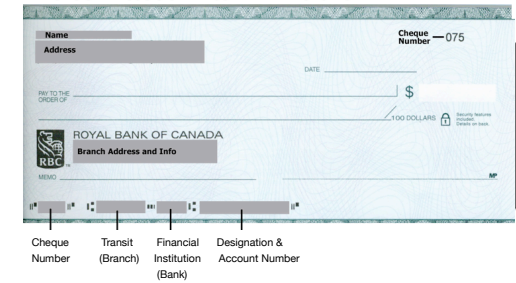 Name
Address
Cheque
Number — 075
DATE
PAY TO THE
ORDER OF
$
100 DOLLARS
Security features
included.
Details on back.
RBC
TM
ROYAL BANK OF CANADA
Branch Address and Info
MEMO
MP
Cheque
Number
Transit
(Branch)
Financial
Institution
(Bank)
Designation &
Account Number